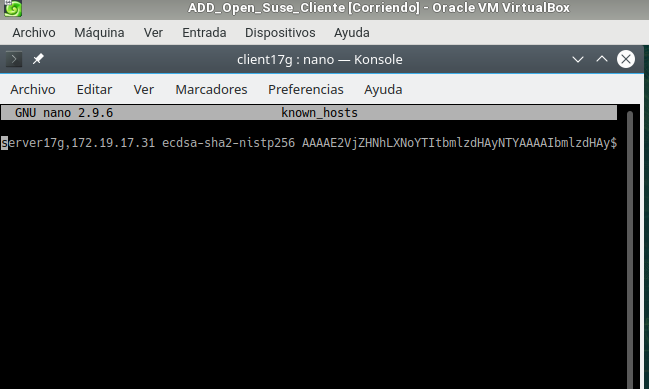 ADD_Open_Suse_Cliente [Corriendo] - Oracle VM VirtualBox
Archivo Máquina Ver Entrada Dispositivos Ayuda
client17g : nano — Konsole
Archivo Editar Ver Marcadores Preferencias Ayuda
GNU nano 2.9.6 known_hosts
server17g,172.19.17.31 ecdsa-sha2-nistp256 AAAAE2VjZHNhLXNoYTItbmlzdHAyNTYAAAAIbmlzdHAy$